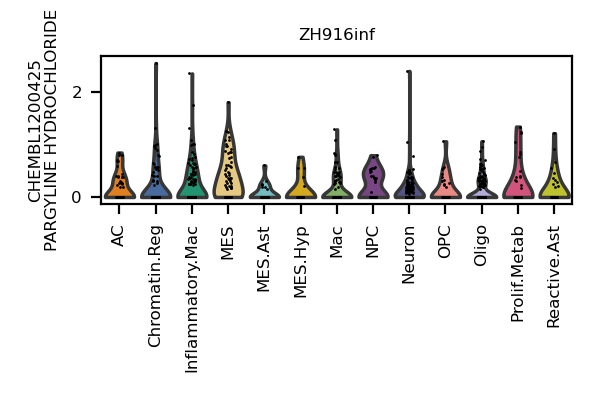 ZH916inf
CHEMBL1200425
PARGYLINE HYDROCHLORIDE
2
0
AC
Chromatin.Reg
Inflammatory.Mac
MES
MES.Ast
MES.Hyp
Mac
NPC
Neuron
OPC
Oligo
Prolif.Metab
Reactive.Ast